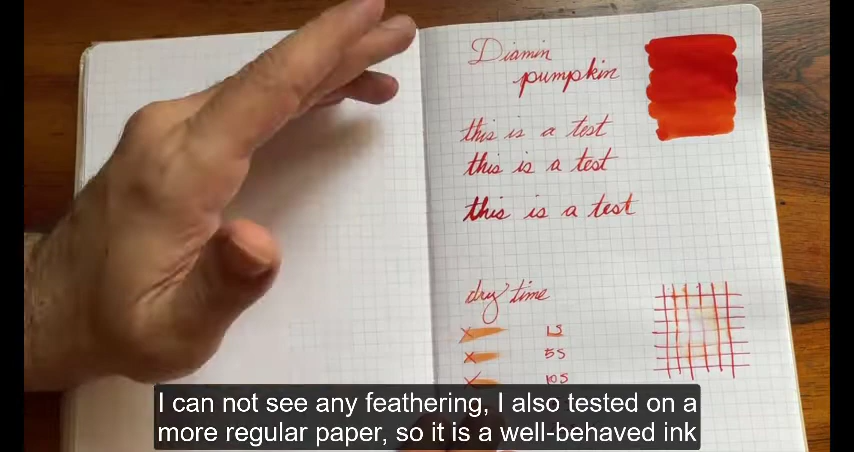 Diamin
pumpkin
this is a test
this is a test
this is a test
dry time
x 1s
x 5s
x 10s
I can not see any feathering, I also tested on a
more regular paper, so it is a well-behaved ink